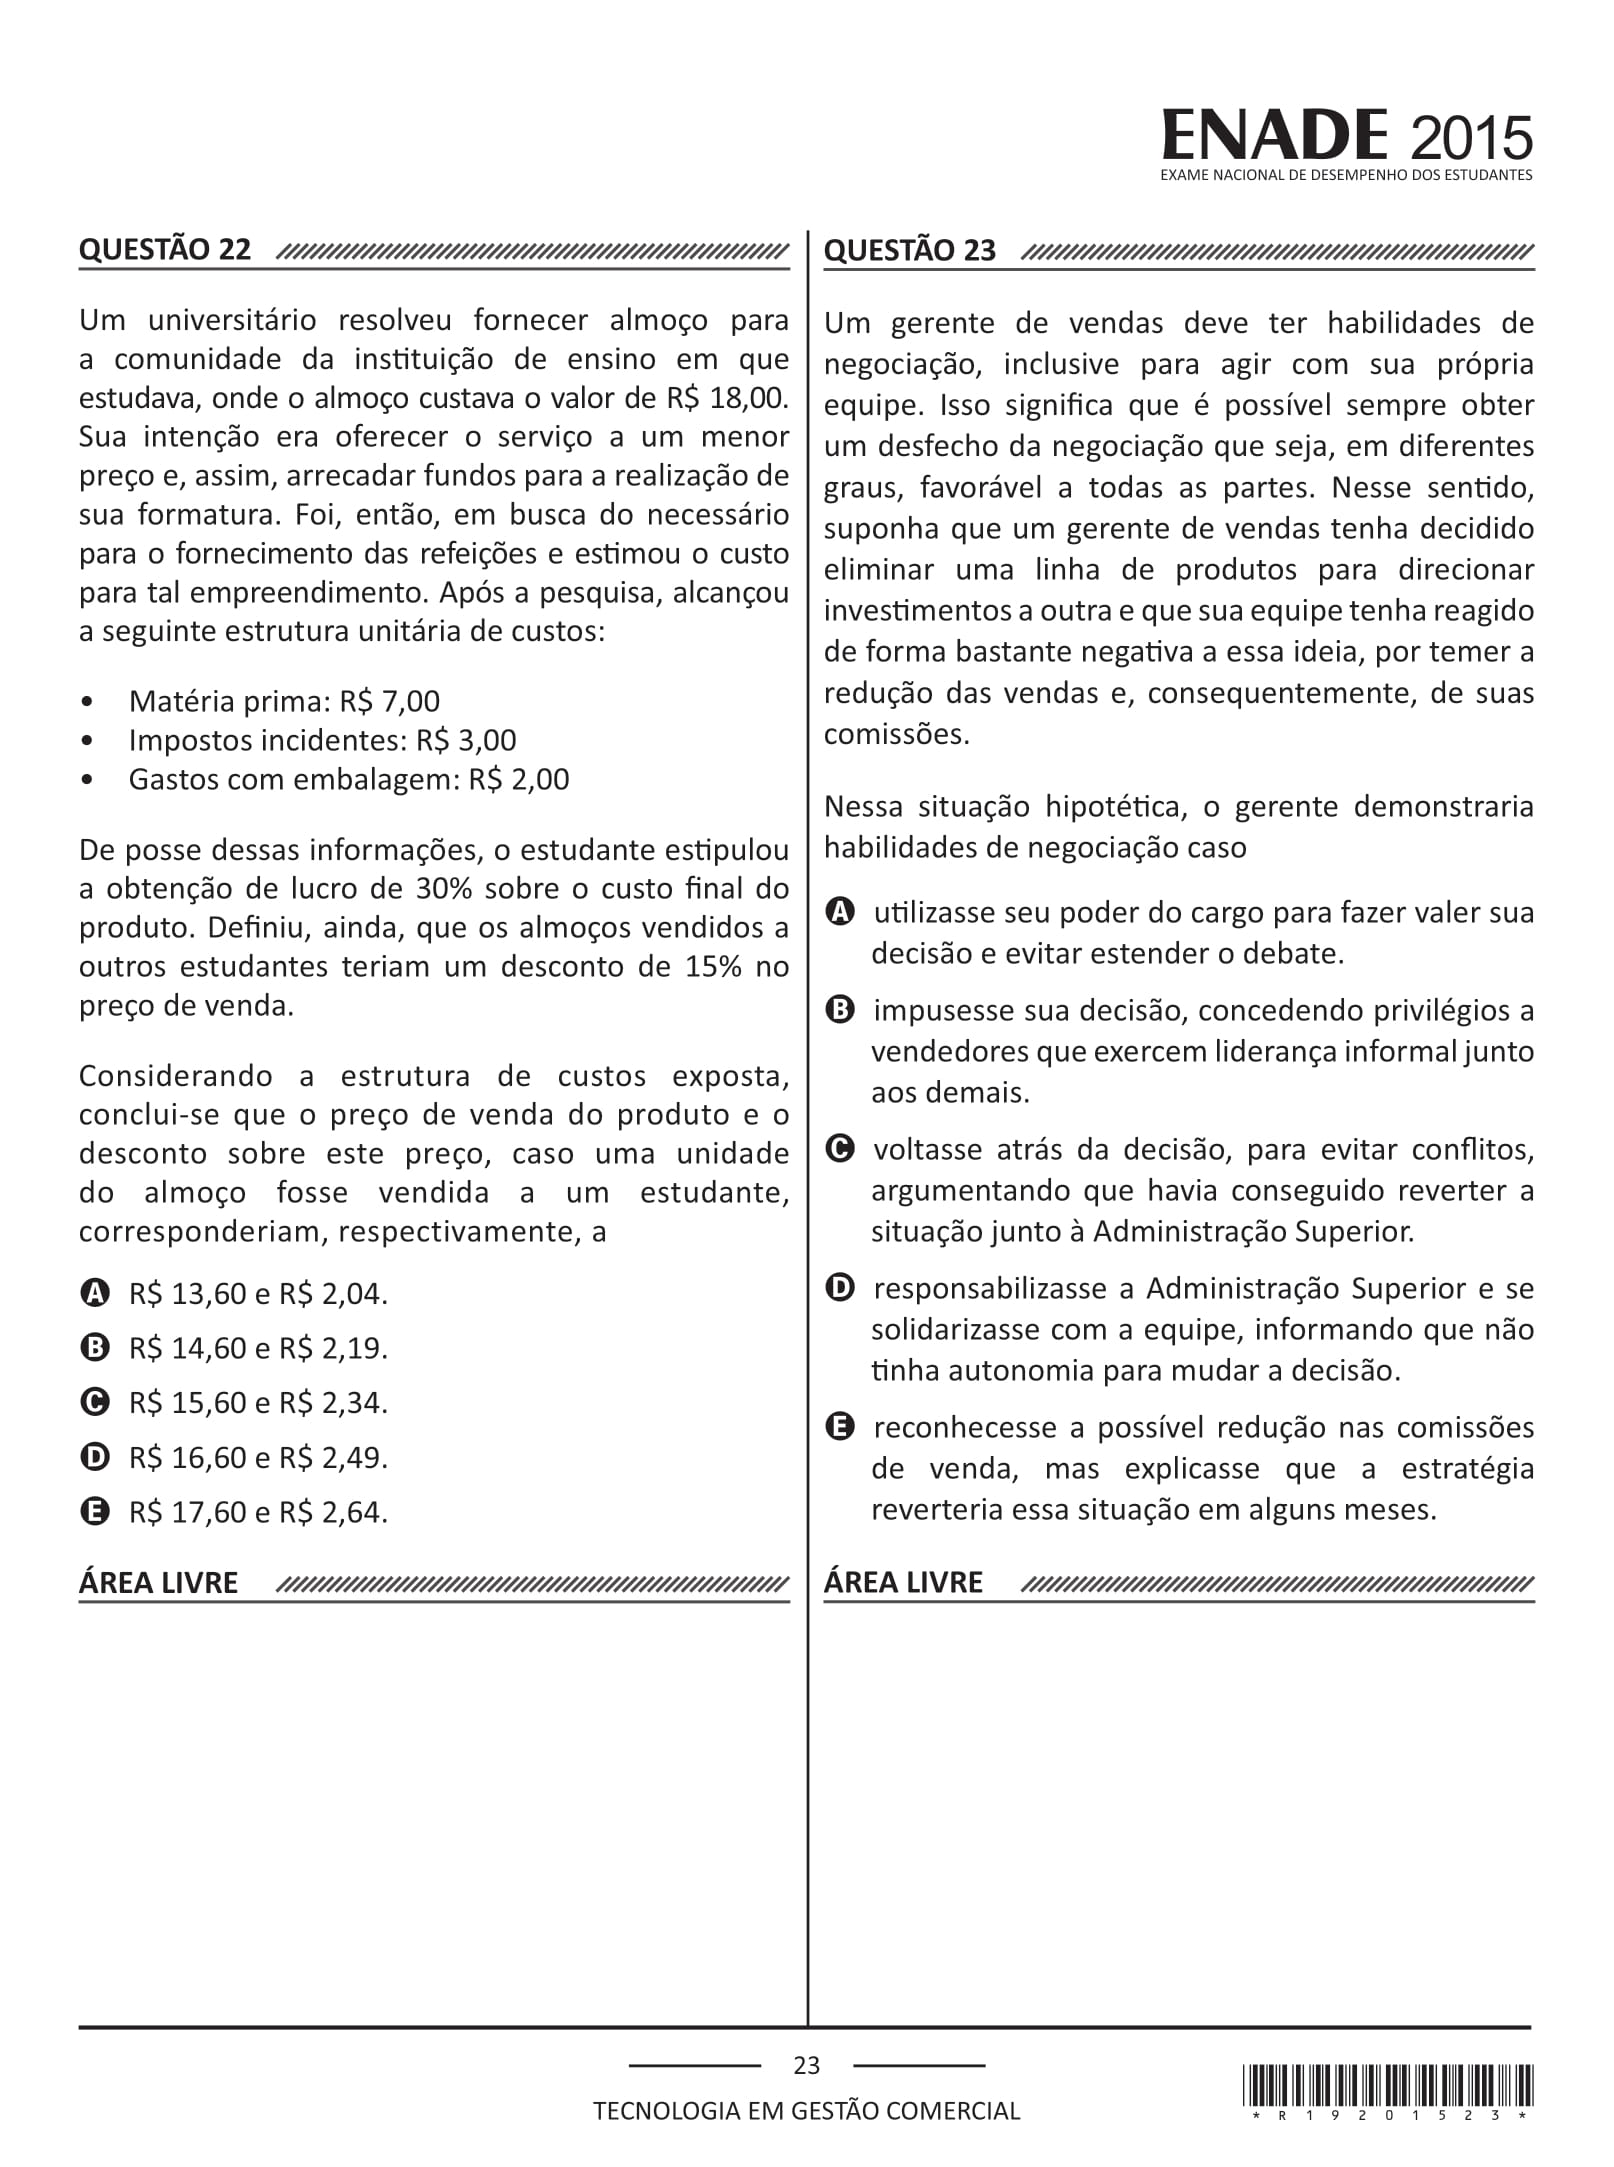 ENADE 2015
EXAME NACIONAL DE DESEMPENHO DOS ESTUDANTES
QUESTÃO 22
Um universitário resolveu fornecer almoço para
a comunidade da instituição de ensino em que
estudava, onde o almoço custava o valor de R$ 18,00.
Sua intenção era oferecer o serviço a um menor
preço e, assim, arrecadar fundos para a realização de
sua formatura. Foi, então, em busca do necessário
para o fornecimento das refeições e estimou o custo
para tal empreendimento. Após a pesquisa, alcançou
a seguinte estrutura unitária de custos:
• Matéria prima: R$ 7,00
• Impostos incidentes: R$ 3,00
• Gastos com embalagem: R$ 2,00
De posse dessas informações, o estudante estipulou
a obtenção de lucro de 30% sobre o custo final do
produto. Definiu, ainda, que os almoços vendidos a
outros estudantes teriam um desconto de 15% no
preço de venda.
Considerando a estrutura de custos exposta,
conclui-se que o preço de venda do produto e o
desconto sobre este preço, caso uma unidade
do almoço fosse vendida a um estudante,
corresponderiam, respectivamente, a
A R$ 13,60 e R$ 2,04.
B R$ 14,60 e R$ 2,19.
C R$ 15,60 e R$ 2,34.
D R$ 16,60 e R$ 2,49.
E R$ 17,60 e R$ 2,64.
ÁREA LIVRE
QUESTÃO 23
Um gerente de vendas deve ter habilidades de
negociação, inclusive para agir com sua própria
equipe. Isso significa que é possível sempre obter
um desfecho da negociação que seja, em diferentes
graus, favorável a todas as partes. Nesse sentido,
suponha que um gerente de vendas tenha decidido
eliminar uma linha de produtos para direcionar
investimentos a outra e que sua equipe tenha reagido
de forma bastante negativa a essa ideia, por temer a
redução das vendas e, consequentemente, de suas
comissões.
Nessa situação hipotética, o gerente demonstraria
habilidades de negociação caso
A utilizasse seu poder do cargo para fazer valer sua
decisão e evitar estender o debate.
B impusesse sua decisão, concedendo privilégios a
vendedores que exercem liderança informal junto
aos demais.
C voltasse atrás da decisão, para evitar conflitos,
argumentando que havia conseguido reverter a
situação junto à Administração Superior.
D responsabilizasse a Administração Superior e se
solidarizasse com a equipe, informando que não
tinha autonomia para mudar a decisão.
E reconhecesse a possível redução nas comissões
de venda, mas explicasse que a estratégia
reverteria essa situação em alguns meses.
ÁREA LIVRE
23
TECNOLOGIA EM GESTÃO COMERCIAL
* R 1 9 2 0 1 5 2 3 *